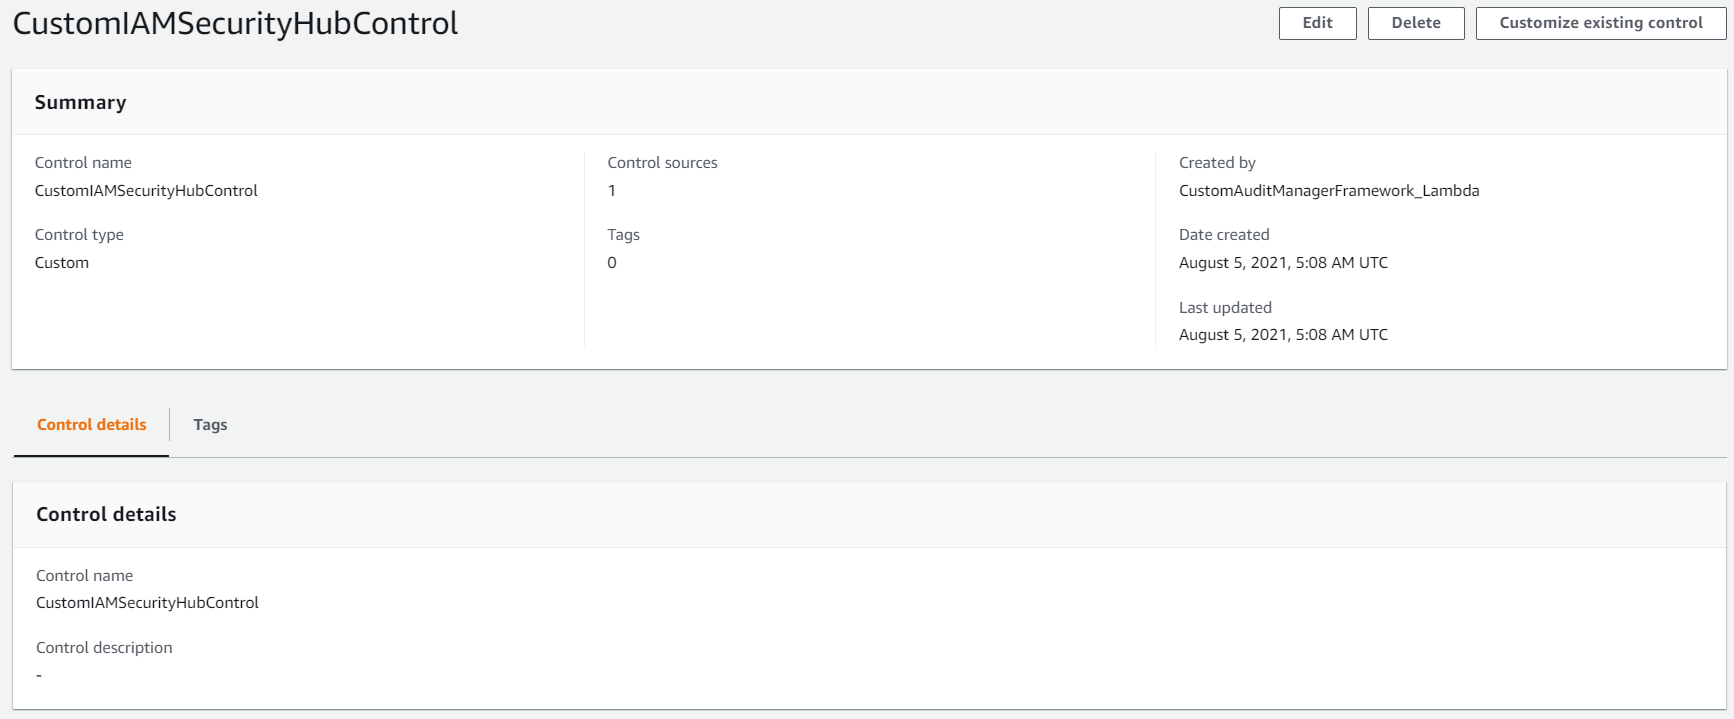 CustomIAMSecurityHubControl
Edit
Delete
Customize existing control
Summary
Control name
CustomIAMSecurityHubControl
Control type
Custom
Control sources
1
Tags
0
Created by
CustomAuditManagerFramework_Lambda
Date created
August 5, 2021, 5:08 AM UTC
Last updated
August 5, 2021, 5:08 AM UTC
Control details
Tags
Control details
Control name
CustomIAMSecurityHubControl
Control description
-